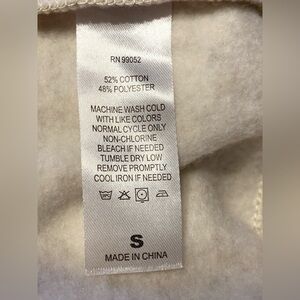 RN 99052
52% COTTON
48% POLYESTER
MACHINE WASH COLD
WITH LIKE COLORS
NORMAL CYCLE ONLY
NON-CHLORINE
BLEACH IF NEEDED
TUMBLE DRY LOW
REMOVE PROMPTLY
COOL IRON IF NEEDED
S
MADE IN CHINA